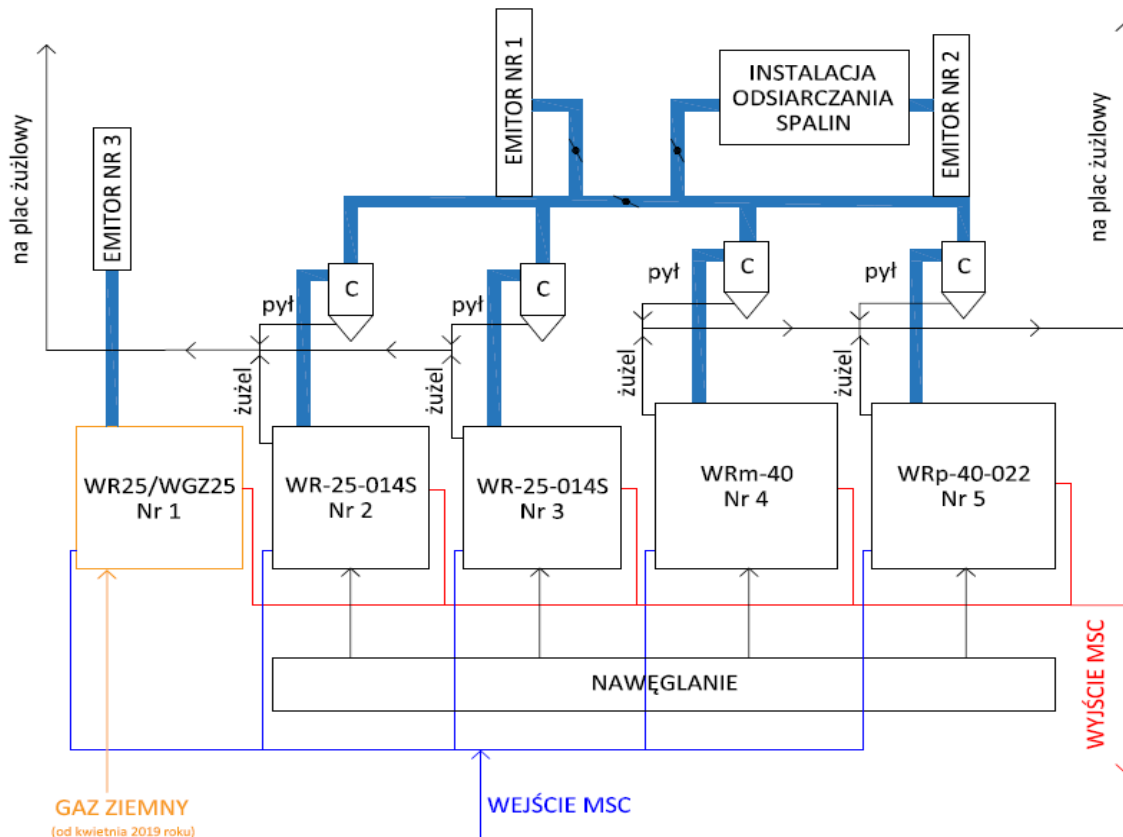 na plac żużlowy
EMITOR NR 3
EMITOR NR 1
INSTALACJA
ODSIARCZANIA
SPALIN
EMITOR NR 2
na plac żużlowy
C
C
C
C
pył
pył
pył
pył
żużel
żużel
żużel
żużel
WR25/WGZ25
Nr 1
WR-25-014S
Nr 2
WR-25-014S
Nr 3
WRm-40
Nr 4
WRp-40-022
Nr 5
NAWĘGLANIE
WYJŚCIE MSC
GAZ ZIEMNY
(od kwietnia 2019 roku)
WEJŚCIE MSC